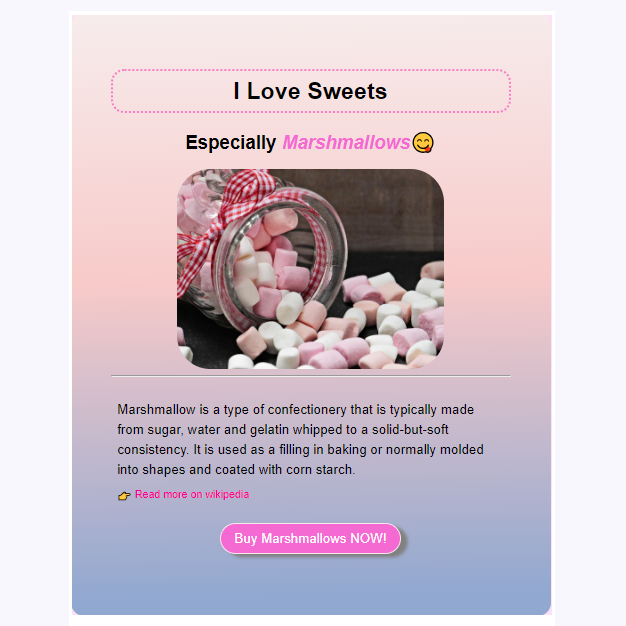 I Love Sweets
Especially Marshmallows😋
Marshmallow is a type of confectionery that is typically made
from sugar, water and gelatin whipped to a solid-but-soft
consistency. It is used as a filling in baking or normally molded
into shapes and coated with corn starch.
👉 Read more on wikipedia
Buy Marshmallows NOW!